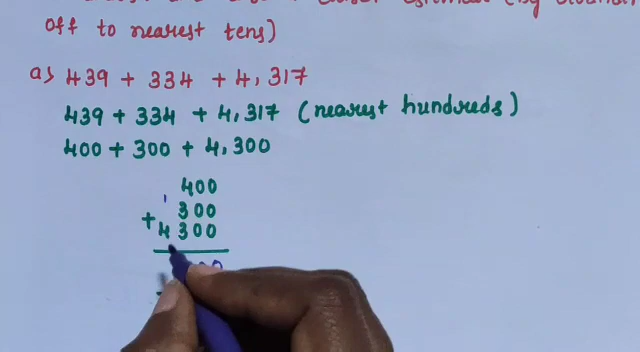 off to nearest tens)
a) 439 + 334 + 4,317
439 + 334 + 4,317 (nearest hundreds)
400 + 300 + 4,300
400
1
300
+
4300